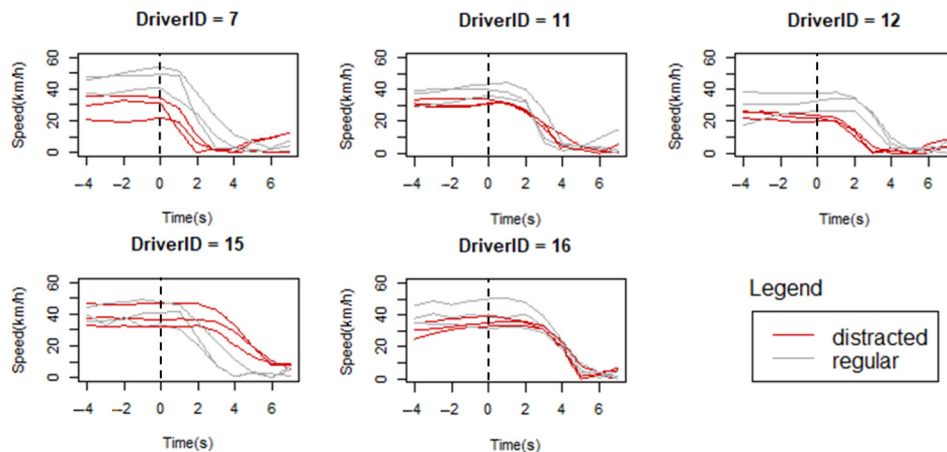 DriverID = 7
DriverID = 11
DriverID = 12
Speed(km/h)
60
40
20
0
−4 −2 0 2 4 6
Time(s)
Speed(km/h)
60
40
20
0
−4 −2 0 2 4 6
Time(s)
Speed(km/h)
60
40
20
0
−4 −2 0 2 4 6
Time(s)
DriverID = 15
DriverID = 16
Speed(km/h)
60
40
20
0
−4 −2 0 2 4 6
Time(s)
Speed(km/h)
60
40
20
0
−4 −2 0 2 4 6
Time(s)
Legend
distracted
regular